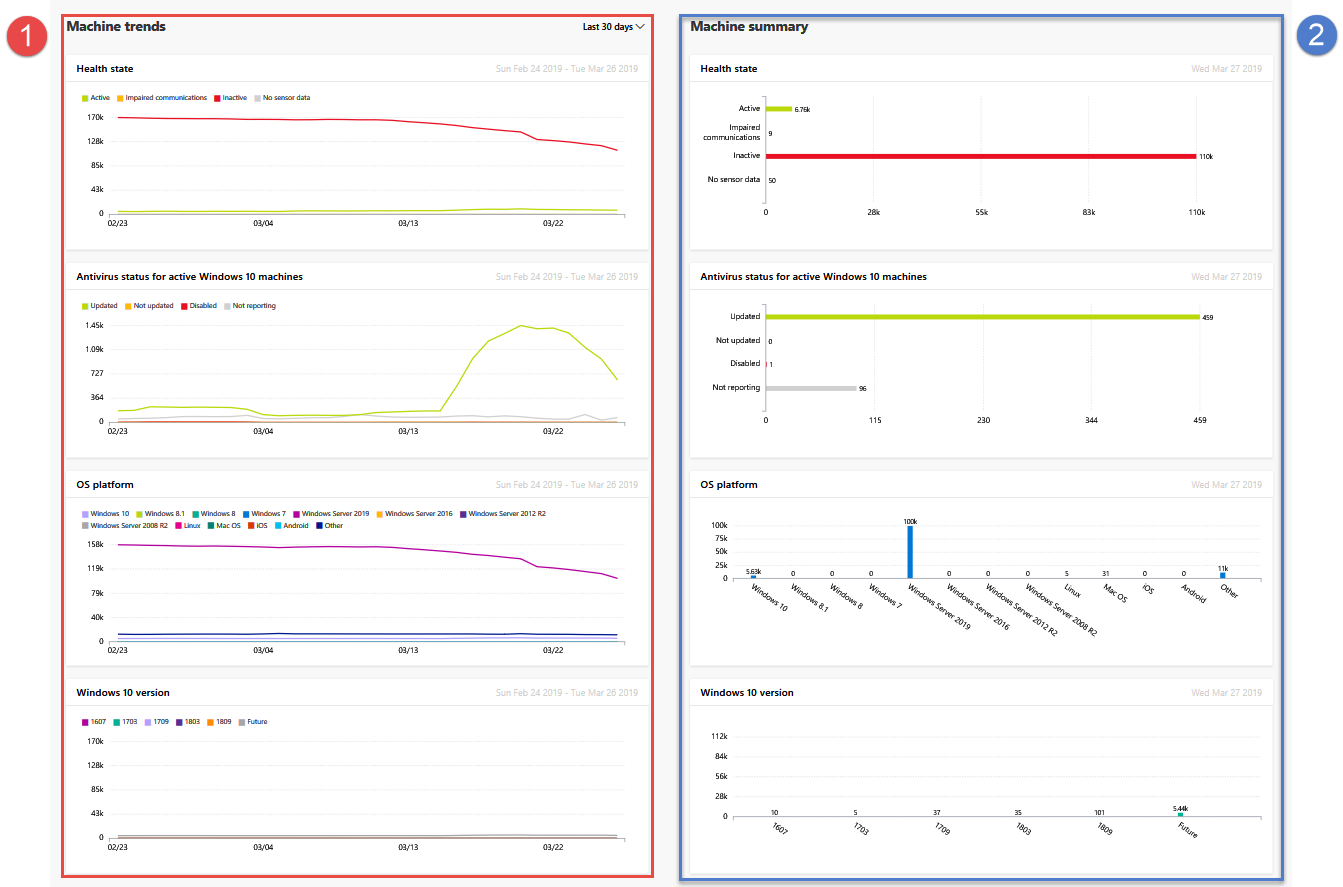 1
Machine trends
Last 30 days
Health state
Sun Feb 24 2019 - Tue Mar 26 2019
Active Impaired communications Inactive No sensor data
170k
128k
85k
43k
0
02/23 03/04 03/13 03/22
Antivirus status for active Windows 10 machines
Sun Feb 24 2019 - Tue Mar 26 2019
Updated Not updated Disabled Not reporting
1.45k
1.09k
727
364
0
02/23 03/04 03/13 03/22
OS platform
Sun Feb 24 2019 - Tue Mar 26 2019
Windows 10 Windows 8.1 Windows 8 Windows 7 Windows Server 2019 Windows Server 2016 Windows Server 2012 R2
Windows Server 2008 R2 Linux Mac OS iOS Android Other
158k
119k
79k
40k
0
02/23 03/04 03/13 03/22
Windows 10 version
Sun Feb 24 2019 - Tue Mar 26 2019
1607 1703 1709 1803 1809 Future
170k
128k
85k
43k
0
02/23 03/04 03/13 03/22
2
Machine summary
Health state
Wed Mar 27 2019
Active 6.76k
Impaired
communications 9
Inactive 110k
No sensor data 50
0 28k 55k 83k 110k
Antivirus status for active Windows 10 machines
Wed Mar 27 2019
Updated 459
Not updated 0
Disabled 1
Not reporting 96
0 115 230 344 459
OS platform
Wed Mar 27 2019
100k
75k
50k
25k
0
5.63k 0 0 0 100k 0 0 0 5 31 0 0 11k
Windows 10 Windows 8.1 Windows 8 Windows 7 Windows Server 2019 Windows Server 2016 Windows Server 2012 R2 Windows Server 2008 R2 Linux Mac OS iOS Android Other
Windows 10 version
Wed Mar 27 2019
112k
84k
56k
28k
0
10 5 37 35 101 5.44k
1607 1703 1709 1803 1809 Future